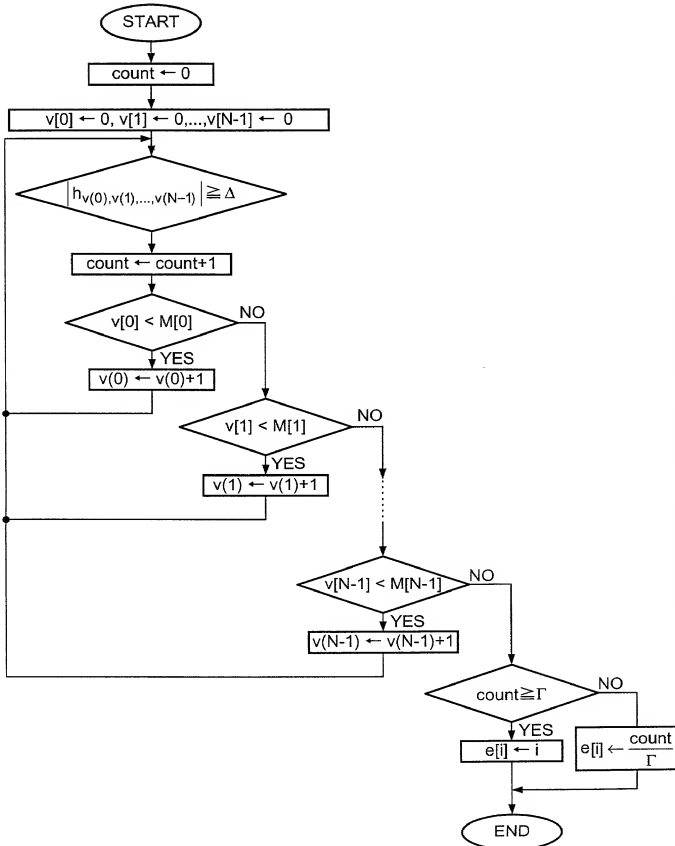 START
count ← 0
v[0] ← 0, v[1] ← 0,...,v[N-1] ← 0
|h v(0),v(1),...,v(N−1)| ≧ Δ
count ← count+1
v[0] < M[0]
NO
YES
v(0) ← v(0)+1
v[1] < M[1]
NO
YES
v(1) ← v(1)+1
v[N-1] < M[N-1]
NO
YES
v(N-1) ← v(N-1)+1
count≧Γ
NO
YES
e[i] ← i
e[i] ← count
Γ
END